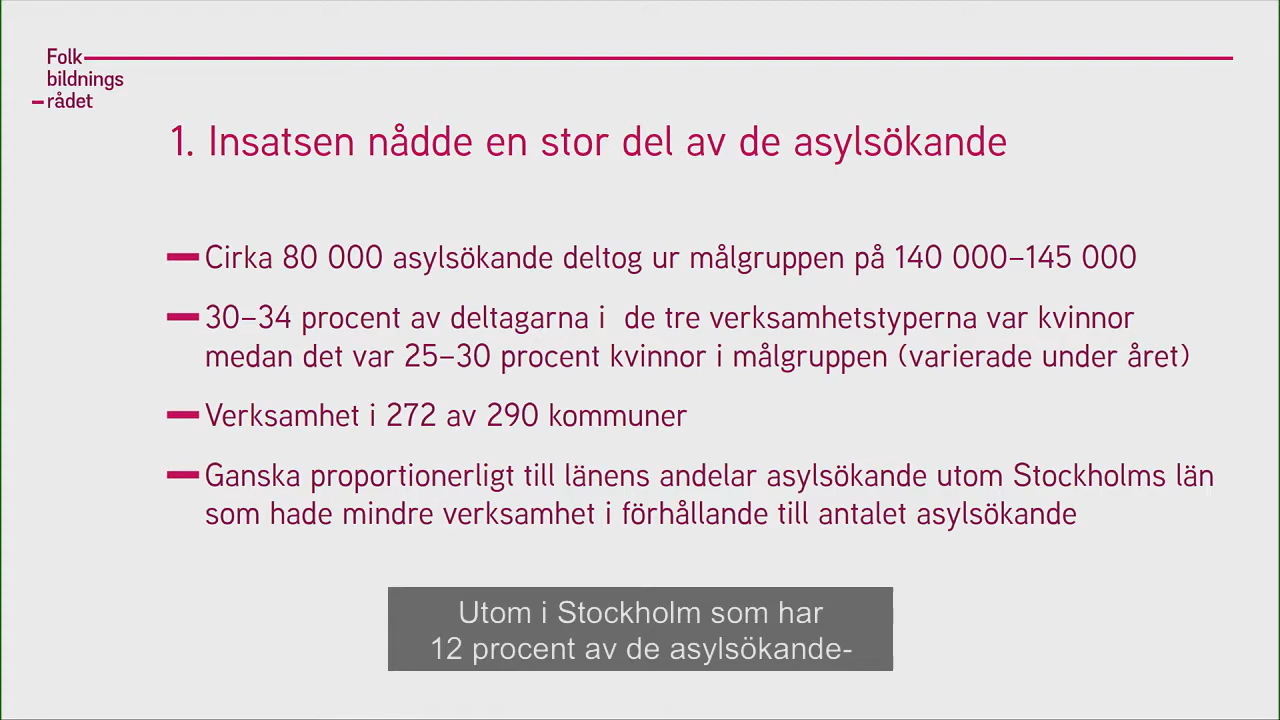 Folk
bildnings
rådet
1. Insatsen nådde en stor del av de asylsökande
Cirka 80 000 asylsökande deltog ur målgruppen på 140 000–145 000
30–34 procent av deltagarna i de tre verksamhetstyperna var kvinnor
medan det var 25–30 procent kvinnor i målgruppen (varierade under året)
Verksamhet i 272 av 290 kommuner
Ganska proportionerligt till länens andelar asylsökande utom Stockholms län
som hade mindre verksamhet i förhållande till antalet asylsökande
Utom i Stockholm som har
12 procent av de asylsökande-